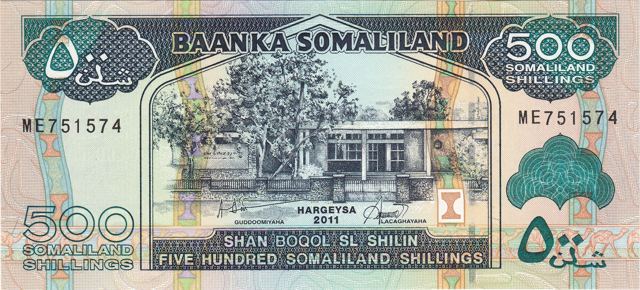 BAANKA SOMALILAND
٥٠٠
شلن
500
SOMALILAND
SHILLINGS
ME751574
ME751574
HARGEYSA
2011
GUDDOOMIYAHA
LACAGHAYAHA
500
SOMALILAND
SHILLINGS
SHAN BOQOL SL SHILIN
FIVE HUNDRED SOMALILAND SHILLINGS
٥٠٠
شلن